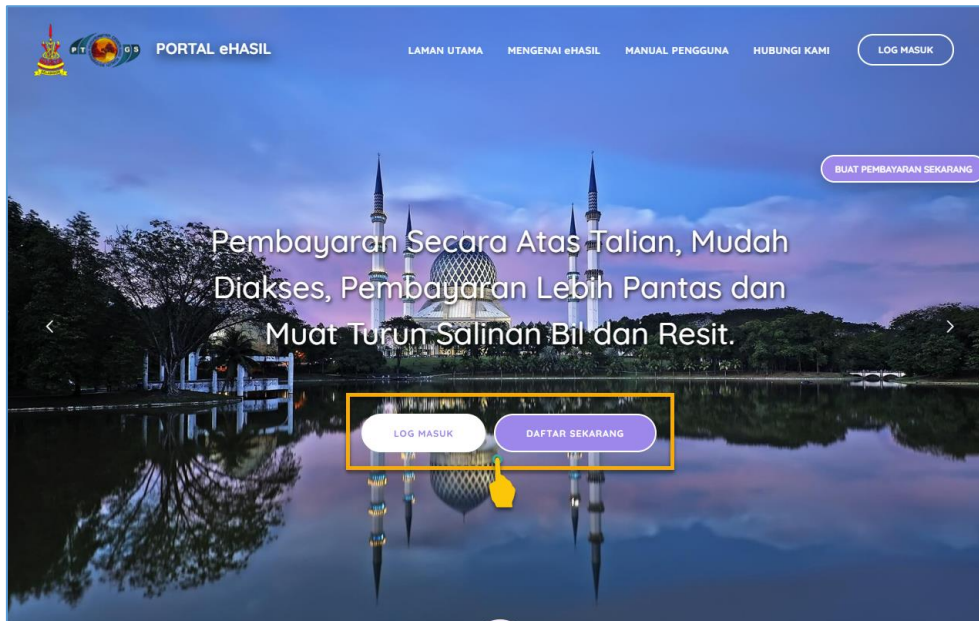 PTGS
PORTAL eHASIL
LAMAN UTAMA
MENGENAI eHASIL
MANUAL PENGGUNA
HUBUNGI KAMI
LOG MASUK
BUAT PEMBAYARAN SEKARANG
Pembayaran Secara Atas Talian, Mudah
Diakses, Pembayaran Lebih Pantas dan
Muat Turun Salinan Bil dan Resit.
LOG MASUK
DAFTAR SEKARANG